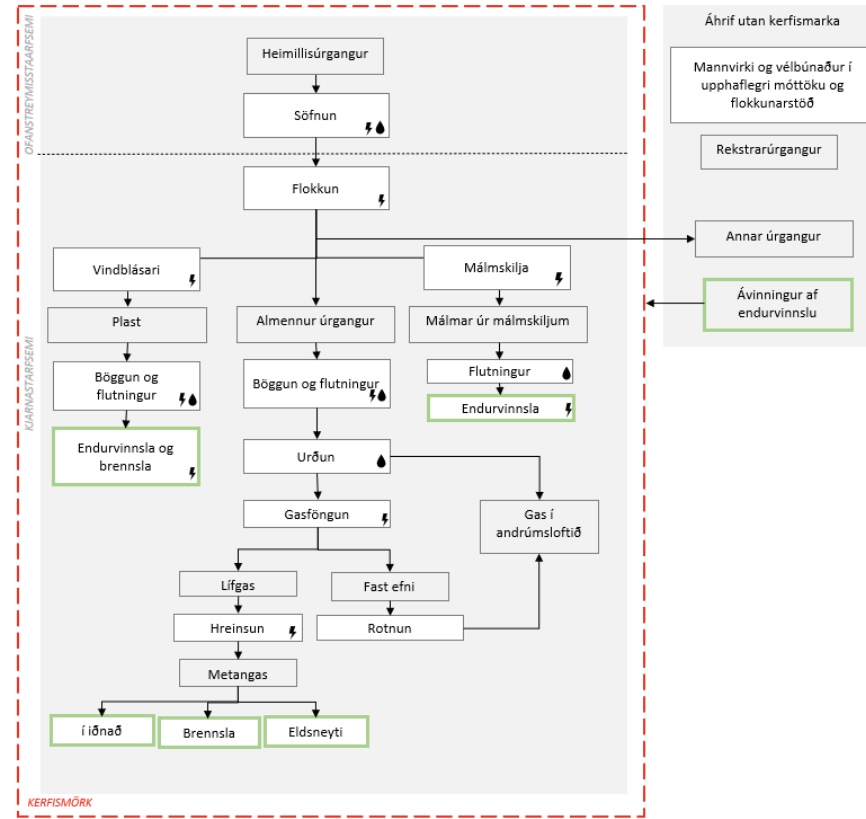 OFANSTREYMISSTAARFSEMI
Heimillisúrgangur
Söfnun
KJARNASTARFSEMI
Flokkun
Vindblásari
Málmskilja
Plast
Almennur úrgangur
Málmar úr málmskiljum
Böggun og
flutningur
Böggun og flutningur
Flutningur
Endurvinnsla
Endurvinnsla og
brennsla
Urðun
Gasföngun
Gas í
andrúmsloftið
Lífgas
Fast efni
Hreinsun
Rotnun
Metangas
í iðnað
Brennsla
Eldsneyti
KERFISMÖRK
Áhrif utan kerfismarka
Mannvirki og vélbúnaður í
upphaflegri móttöku og
flokkunarstöð
Rekstrarúrgangur
Annar úrgangur
Ávinningur af
endurvinnslu